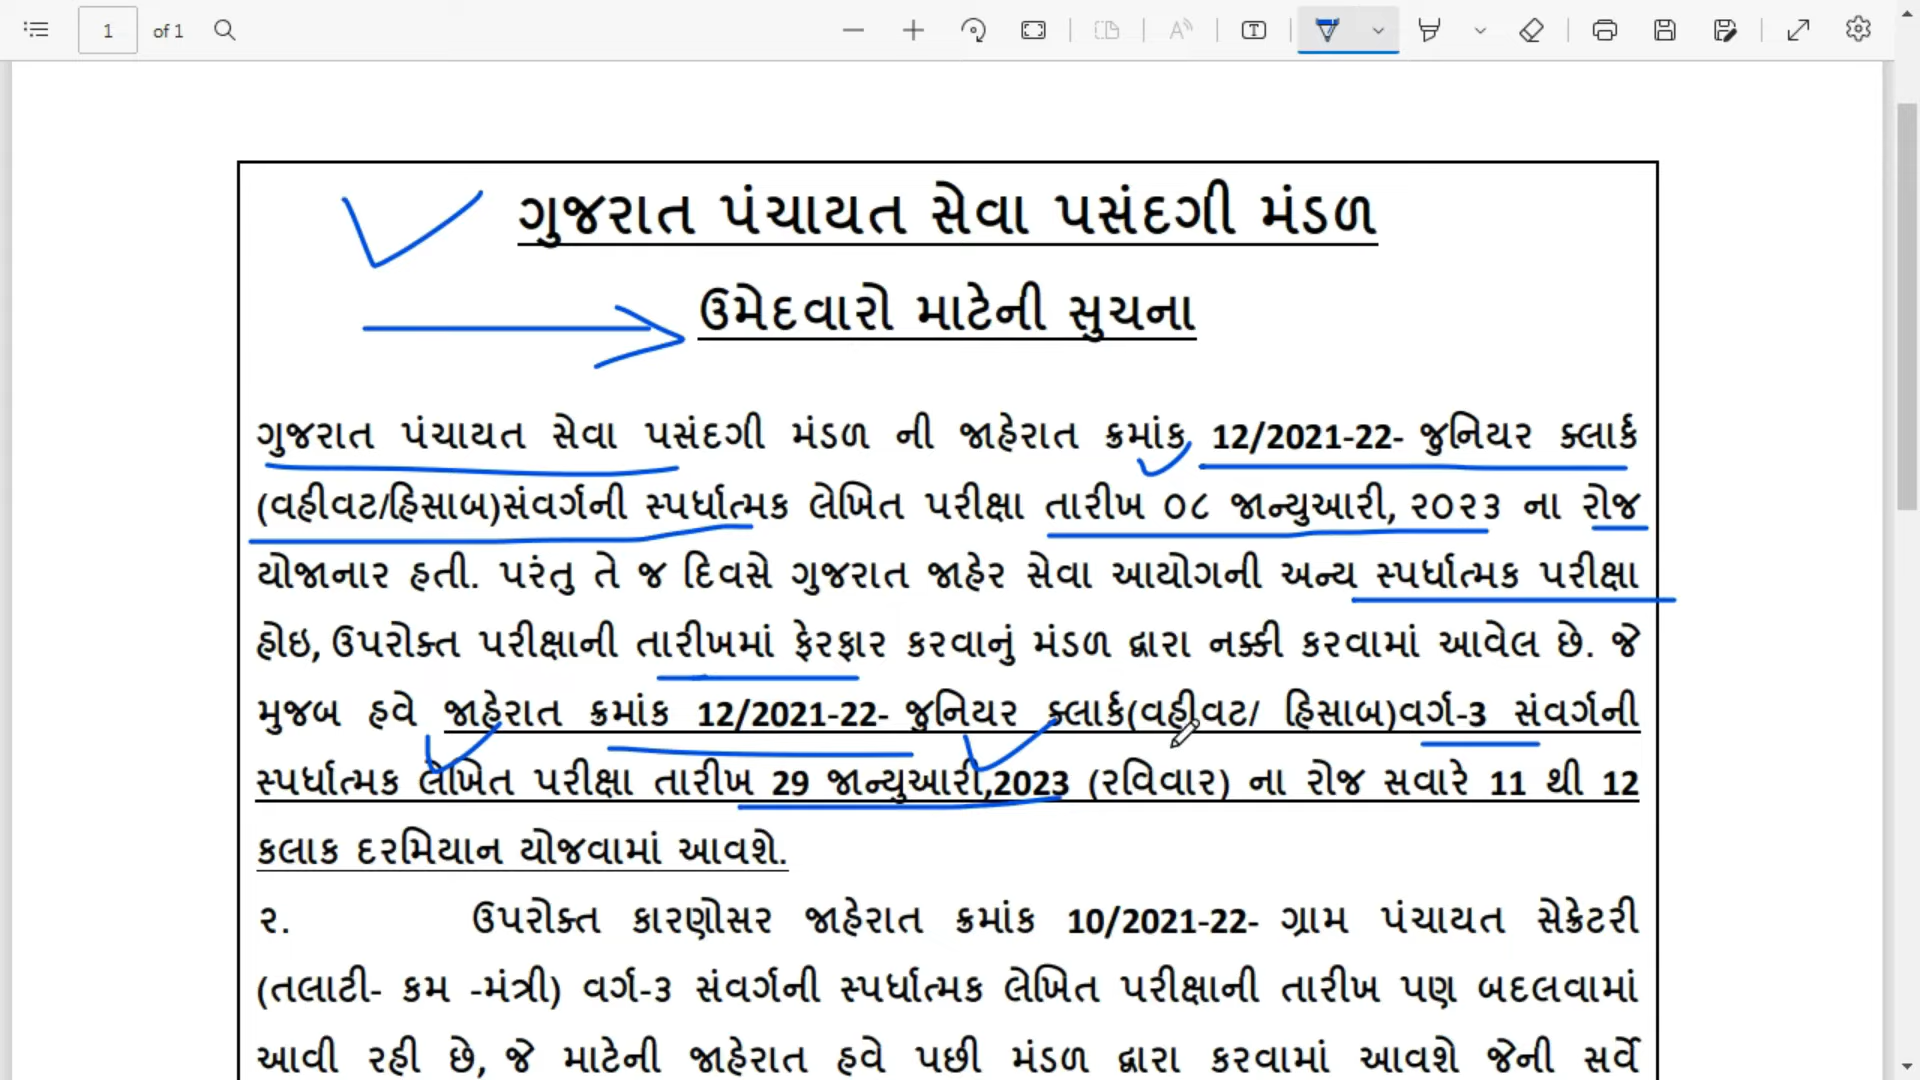 1 of 1
ગુજરાત પંચાયત સેવા પસંદગી મંડળ
ઉમેદવારો માટેની સુચના
ગુજરાત પંચાયત સેવા પસંદગી મંડળ ની જાહેરાત ક્રમાંક 12/2021-22- જુનિયર ક્લાર્ક
(વહીવટ/હિસાબ)સંવર્ગની સ્પર્ધાત્મક લેખિત પરીક્ષા તારીખ ૦૮ જાન્યુઆરી, ૨૦૨૩ ના રોજ
યોજાનાર હતી. પરંતુ તે જ દિવસે ગુજરાત જાહેર સેવા આયોગની અન્ય સ્પર્ધાત્મક પરીક્ષા
હોઇ, ઉપરોક્ત પરીક્ષાની તારીખમાં ફેરફાર કરવાનું મંડળ દ્વારા નક્કી કરવામાં આવેલ છે. જે
મુજબ હવે જાહેરાત ક્રમાંક 12/2021-22- જુનિયર ક્લાર્ક(વહીવટ/ હિસાબ)વર્ગ-3 સંવર્ગની
સ્પર્ધાત્મક લેખિત પરીક્ષા તારીખ 29 જાન્યુઆરી,2023 (રવિવાર) ના રોજ સવારે 11 થી 12
કલાક દરમિયાન યોજવામાં આવશે.
૨. ઉપરોક્ત કારણોસર જાહેરાત ક્રમાંક 10/2021-22- ગ્રામ પંચાયત સેક્રેટરી
(તલાટી- કમ -મંત્રી) વર્ગ-૩ સંવર્ગની સ્પર્ધાત્મક લેખિત પરીક્ષાની તારીખ પણ બદલવામાં
આવી રહી છે, જે માટેની જાહેરાત હવે પછી મંડળ દ્વારા કરવામાં આવશે જેની સર્વે